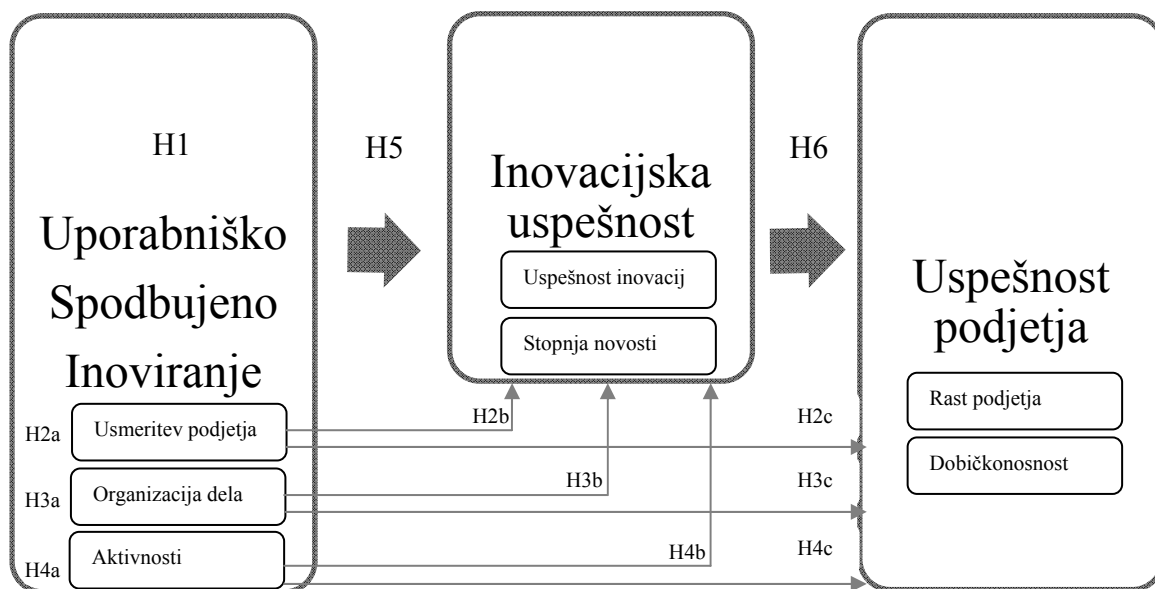 H1
Uporabniško
Spodbujeno
Inoviranje
H2a
Usmeritev podjetja
H3a
Organizacija dela
H4a
Aktivnosti
H5
Inovacijska
uspešnost
Uspešnost inovacij
Stopnja novosti
H2b
H3b
H4b
H6
H2c
H3c
H4c
Uspešnost
podjetja
Rast podjetja
Dobičkonosnost